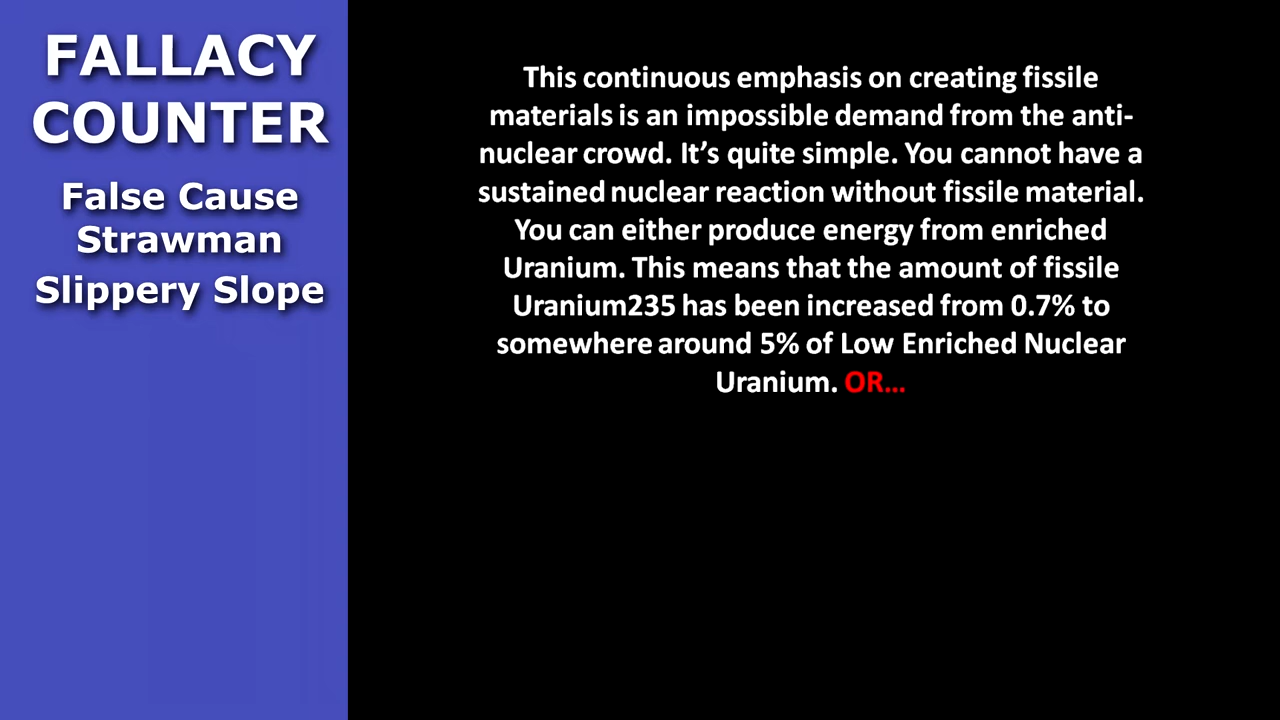 FALLACY
COUNTER
False Cause
Strawman
Slippery Slope
This continuous emphasis on creating fissile
materials is an impossible demand from the anti-
nuclear crowd. It’s quite simple. You cannot have a
sustained nuclear reaction without fissile material.
You can either produce energy from enriched
Uranium. This means that the amount of fissile
Uranium235 has been increased from 0.7% to
somewhere around 5% of Low Enriched Nuclear
Uranium. OR...